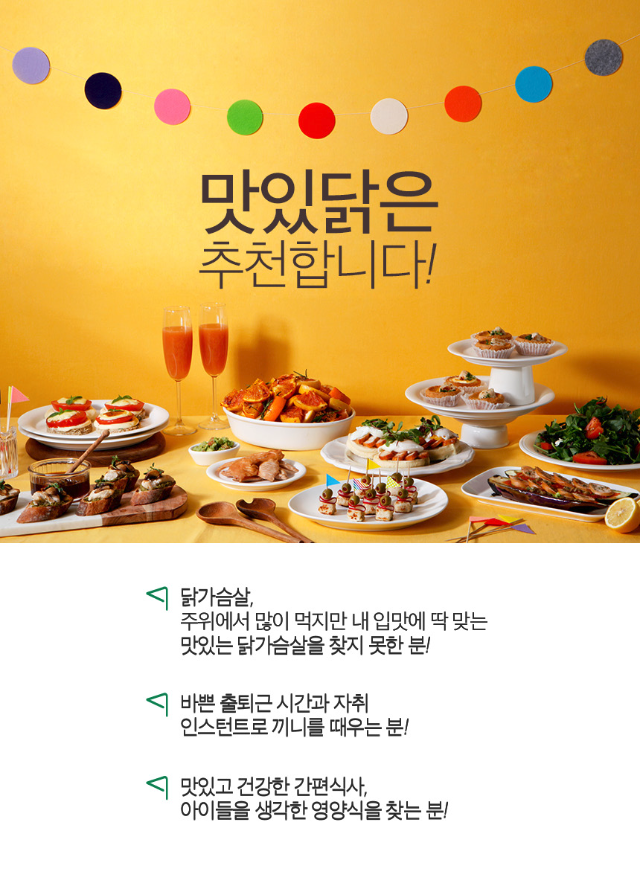 맛있닭은
추천합니다!
닭가슴살,
주위에서 많이 먹지만 내 입맛에 딱 맞는
맛있는 닭가슴살을 찾지 못한 분!
바쁜 출퇴근 시간과 자취
인스턴트로 끼니를 때우는 분!
맛있고 건강한 간편식사,
아이들을 생각한 영양식을 찾는 분!